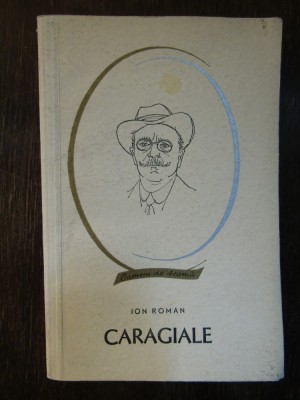 Oameni de seamă
ION ROMAN
CARAGIALE